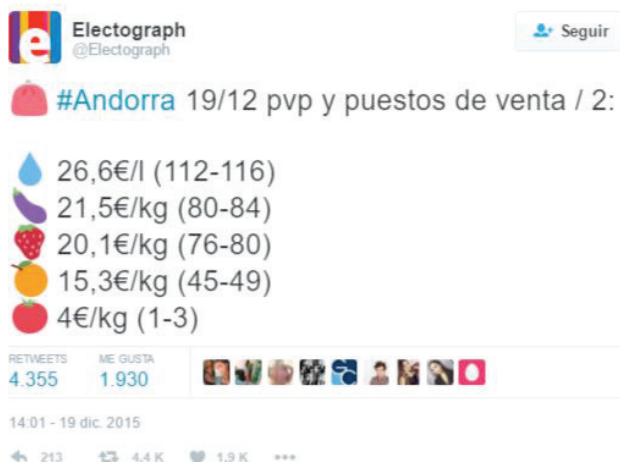 e
Electograph
@Electograph
Seguir
#Andorra 19/12 pvp y puestos de venta / 2:
26,6€/l (112-116)
21,5€/kg (80-84)
20,1€/kg (76-80)
15,3€/kg (45-49)
4€/kg (1-3)
RETWEETS ME GUSTA
4.355 1.930
14:01 - 19 dic. 2015
213 4.4 K 1.9 K